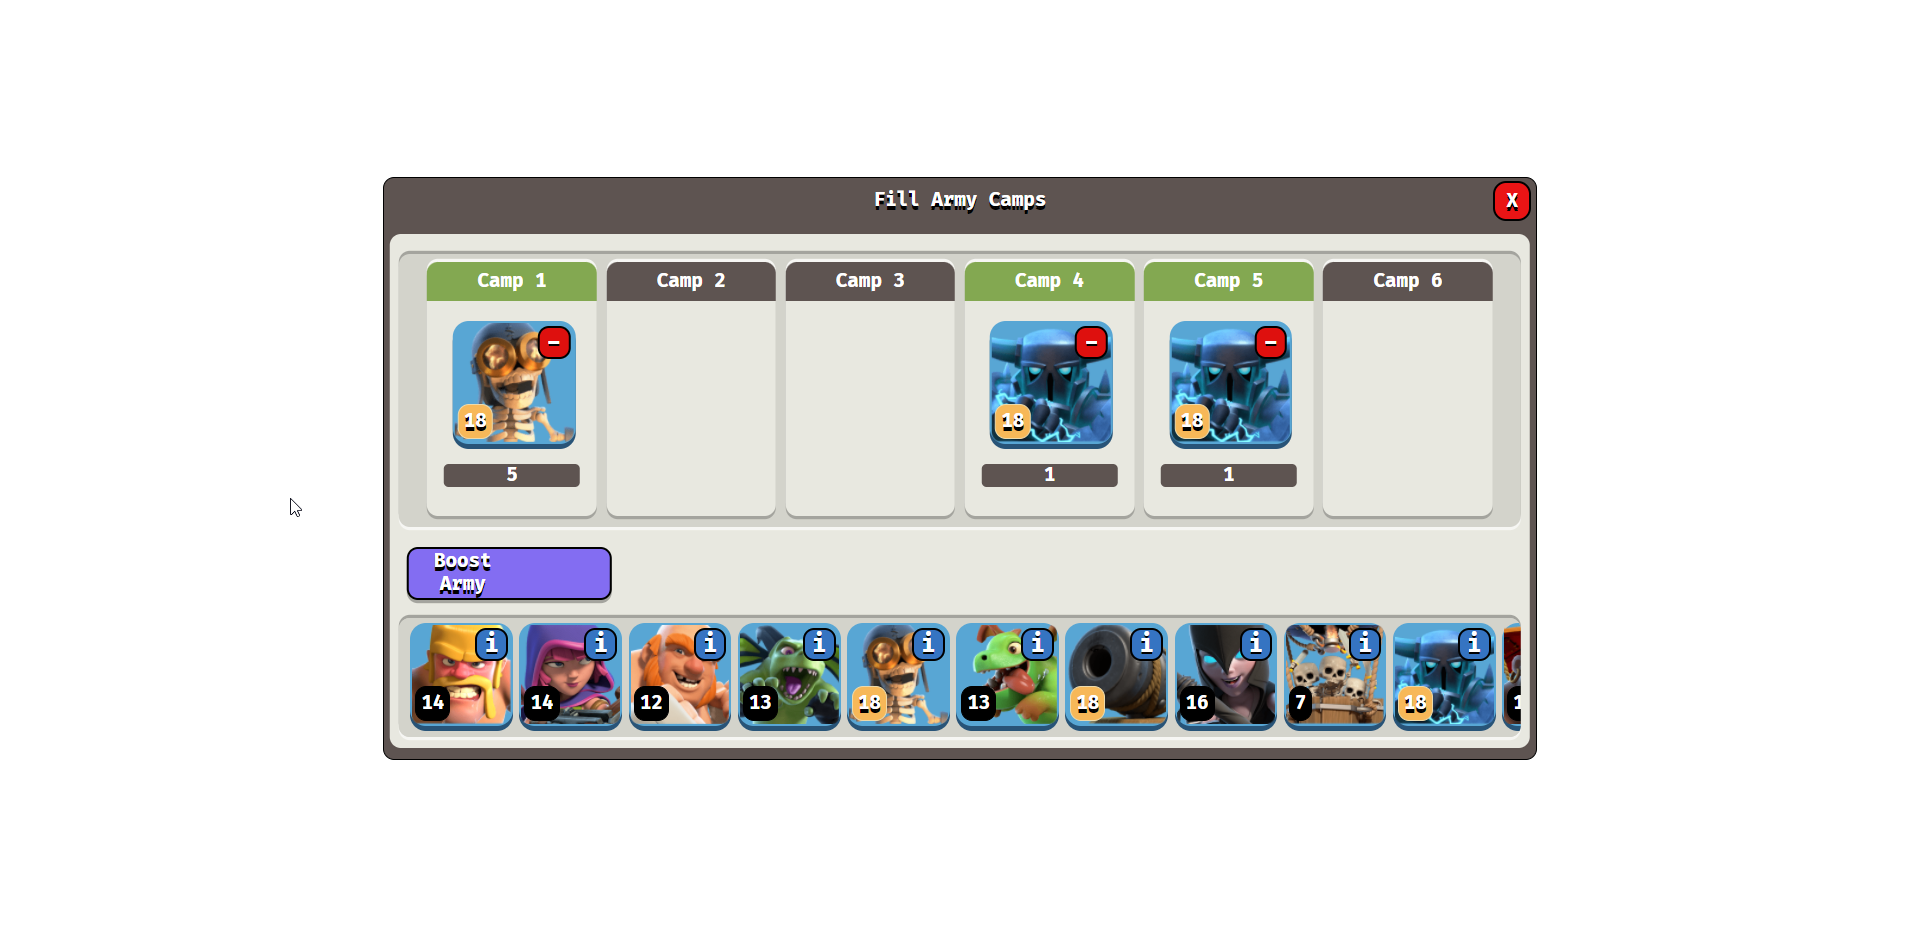 Fill Army Camps
X
Camp 1
Camp 2
Camp 3
Camp 4
Camp 5
Camp 6
18
18
18
5
1
1
Boost
Army
i i i i i i i i i i
14 14 12 13 18 13 18 16 7 18